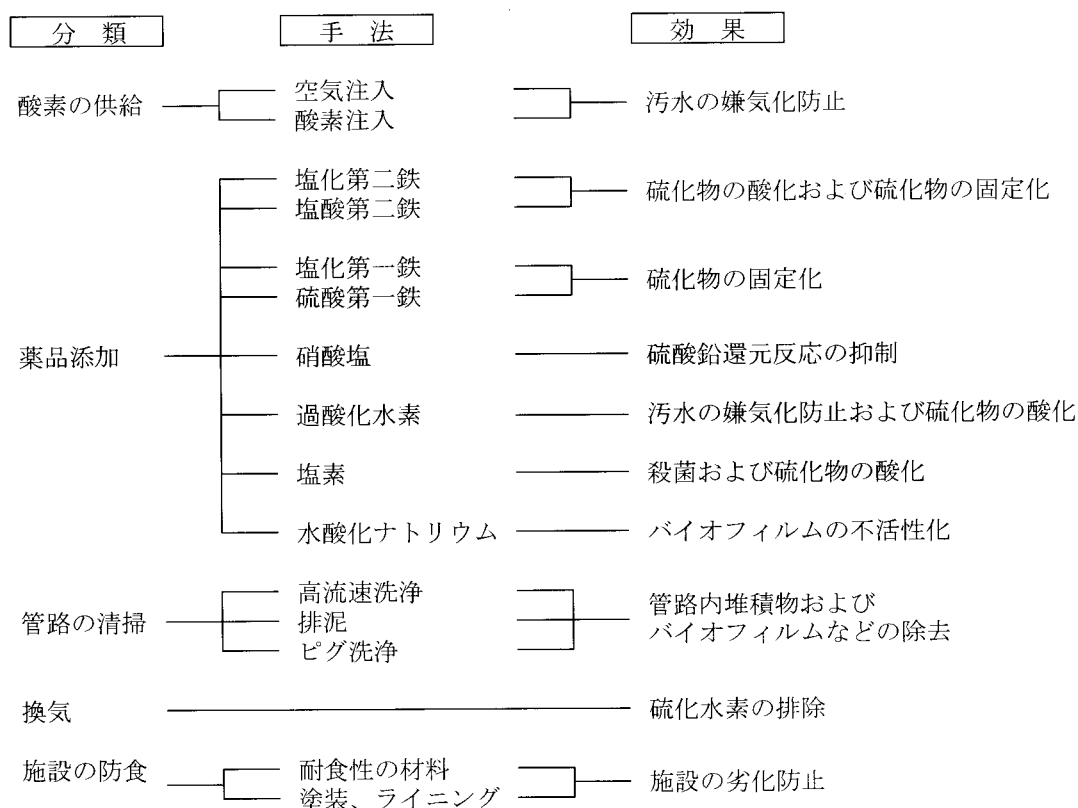 分類 手法 効果
酸素の供給 空気注入 汚水の嫌気化防止
酸素注入
塩化第二鉄 硫化物の酸化および硫化物の固定化
塩酸第二鉄
塩化第一鉄 硫化物の固定化
硫酸第一鉄
薬品添加 硝酸塩 硫酸鉛還元反応の抑制
過酸化水素 汚水の嫌気化防止および硫化物の酸化
塩素 殺菌および硫化物の酸化
水酸化ナトリウム バイオフィルムの不活性化
高流速洗浄 管路内堆積物および
管路の清掃 排泥 バイオフィルムなどの除去
ピグ洗浄
換気 硫化水素の排除
施設の防食 耐食性の材料 施設の劣化防止
塗装、ライニング